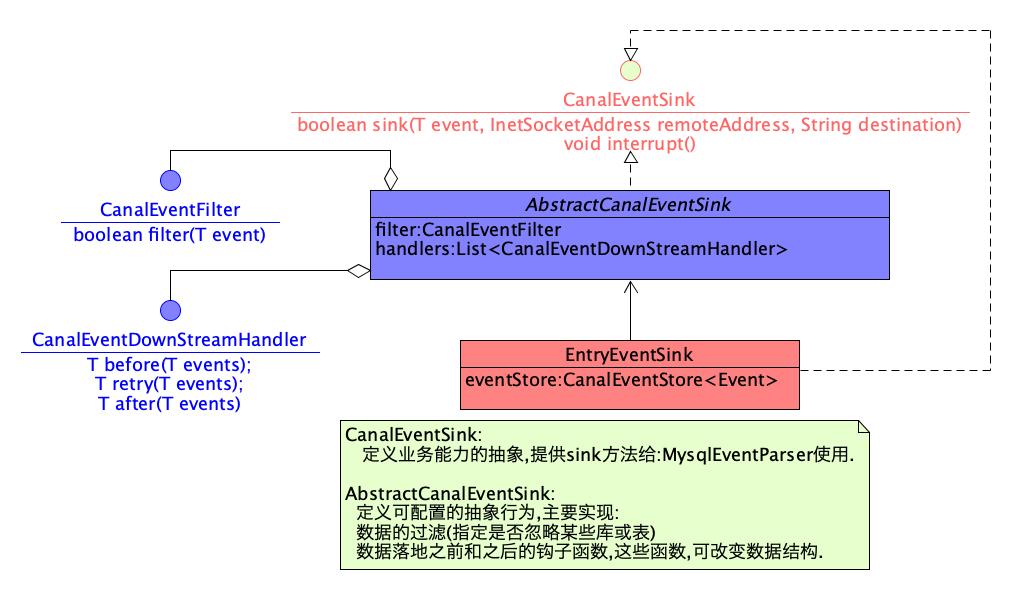 CanalEventSink
boolean sink(T event, InetSocketAddress remoteAddress, String destination)
void interrupt()
CanalEventFilter
boolean filter(T event)
AbstractCanalEventSink
filter:CanalEventFilter
handlers:List<CanalEventDownStreamHandler>
CanalEventDownStreamHandler
T before(T events);
T retry(T events);
T after(T events)
EntryEventSink
eventStore:CanalEventStore<Event>
CanalEventSink:
定义业务能力的抽象,提供sink方法给:MysqlEventParser使用.
AbstractCanalEventSink:
定义可配置的抽象行为,主要实现:
数据的过滤(指定是否忽略某些库或表)
数据落地之前和之后的钩子函数,这些函数,可改变数据结构.